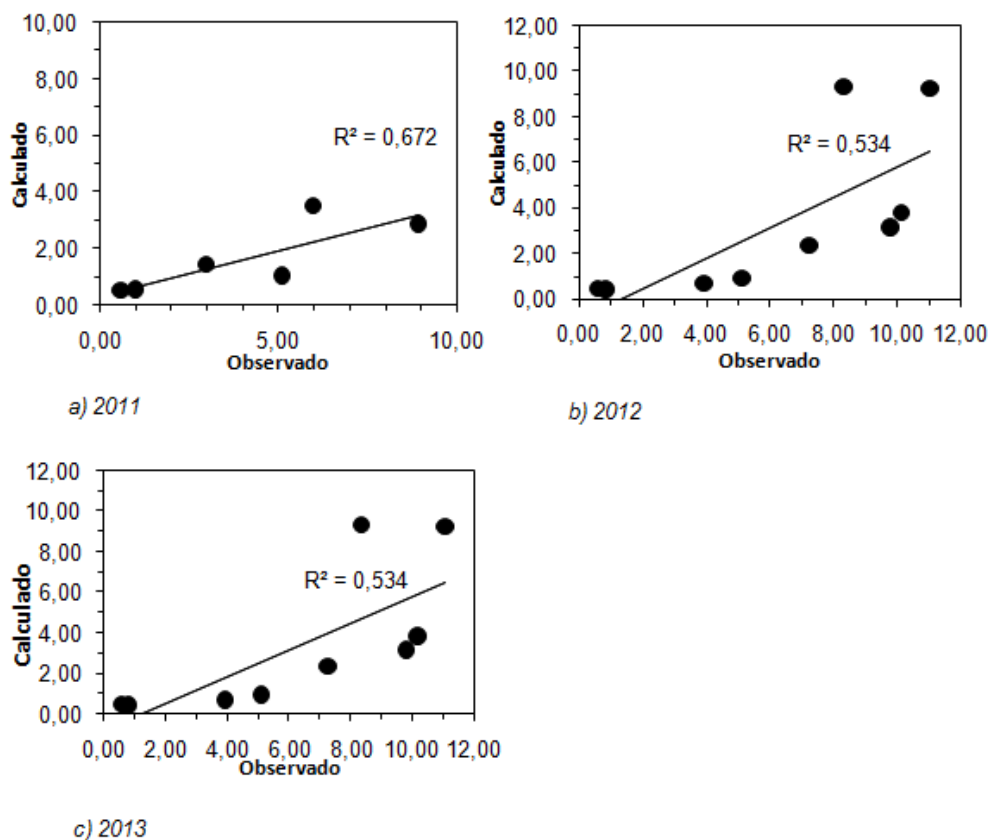 10,00
8,00
6,00
4,00
2,00
0,00
Calculado
R² = 0,672
0,00 5,00 10,00
Observado
a) 2011
12,00
10,00
8,00
6,00
4,00
2,00
0,00
Calculado
R² = 0,534
0,00 2,00 4,00 6,00 8,00 10,00 12,00
Observado
b) 2012
12,00
10,00
8,00
6,00
4,00
2,00
0,00
Calculado
R² = 0,534
0,00 2,00 4,00 6,00 8,00 10,00 12,00
Observado
c) 2013